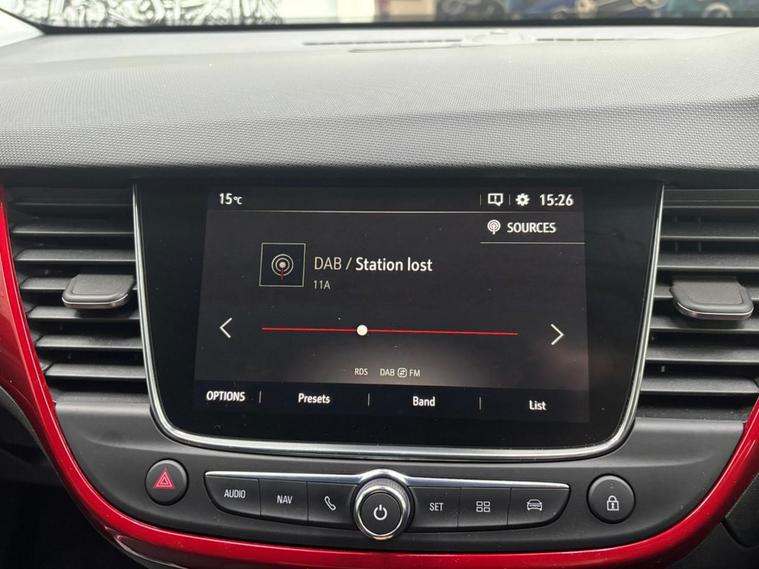 15°C 15:26
SOURCES
DAB / Station lost
11A
RDS DAB FM
OPTIONS Presets Band List
AUDIO NAV SET